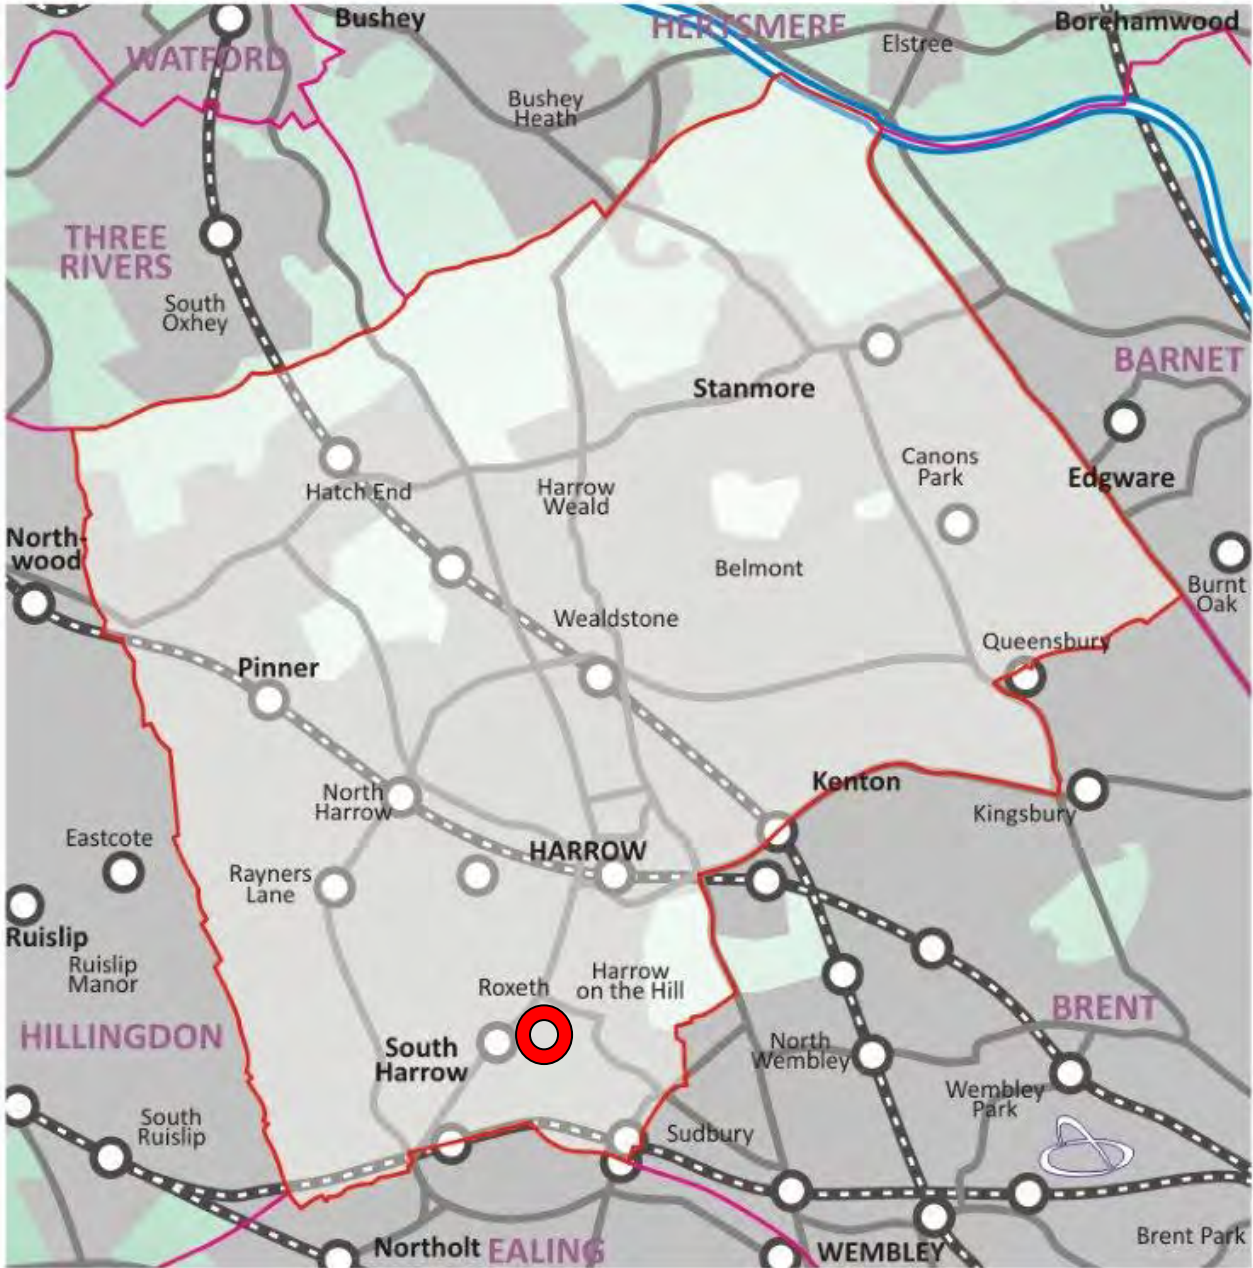 Bushey
HERTSMERE
Borehamwood
Elstree
WATFORD
Bushey
Heath
THREE
RIVERS
South
Oxhey
BARNET
Stanmore
Canons
Park
Edgware
Hatch End
Harrow
Weald
North-
wood
Belmont
Burnt
Oak
Wealdstone
Queensbury
Pinner
Kenton
North
Harrow
Kingsbury
Eastcote
HARROW
Rayners
Lane
Ruislip
Ruislip
Manor
Harrow
on the Hill
Roxeth
BRENT
HILLINGDON
South
Harrow
North
Wembley
Wembley
Park
South
Ruislip
Sudbury
Northolt
EALING
WEMBLEY
Brent Park